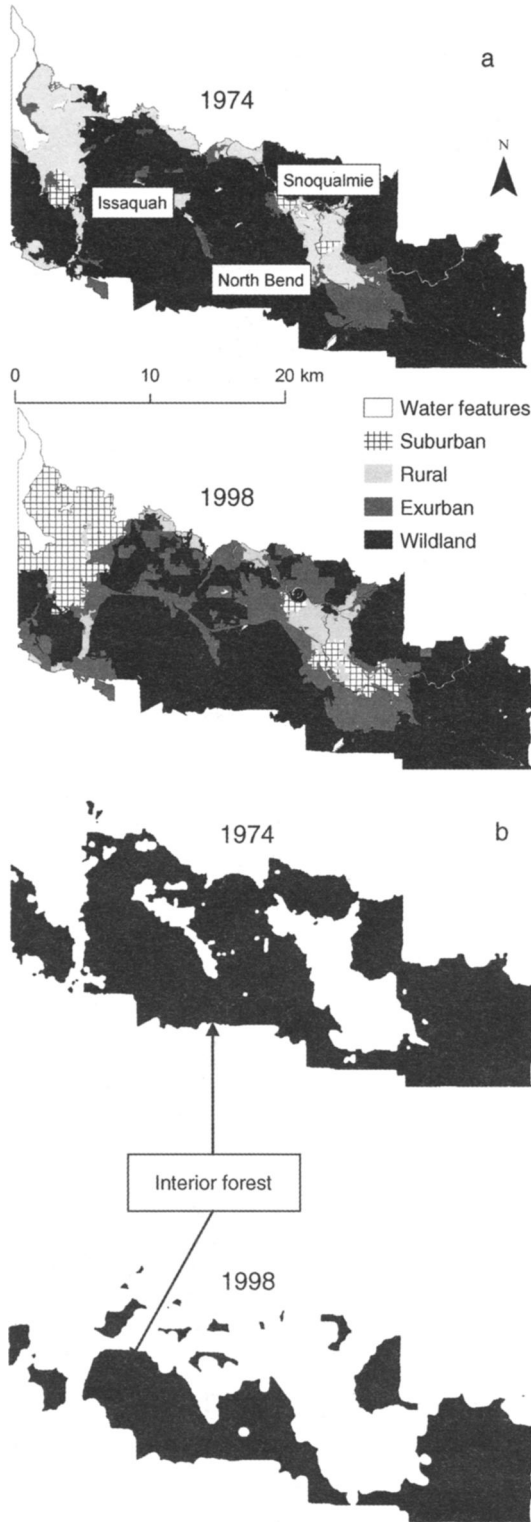 a
1974
N
Snoqualmie
Issaquah
North Bend
0 10 20 km
Water features
Suburban
Rural
Exurban
Wildland
1998
1974 b
Interior forest
1998